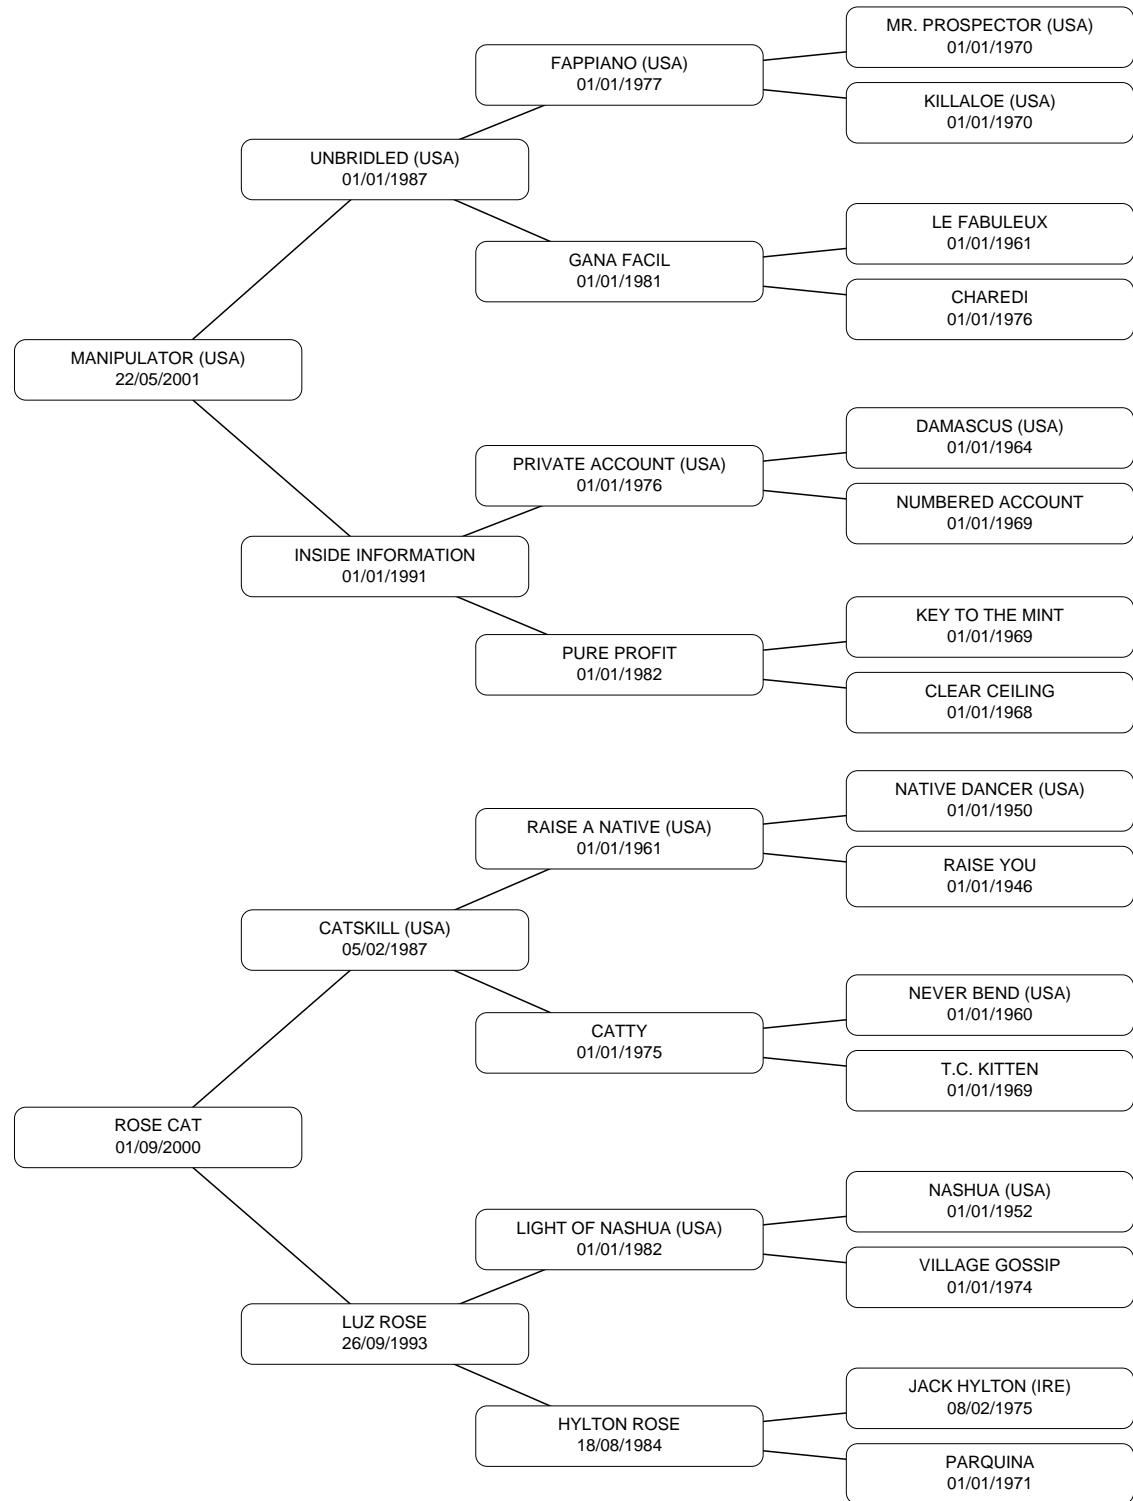 MR. PROSPECTOR (USA)
01/01/1970
FAPPIANO (USA)
01/01/1977
KILLALOE (USA)
01/01/1970
UNBRIDLED (USA)
01/01/1987
LE FABULEUX
01/01/1961
GANA FACIL
01/01/1981
CHAREDI
01/01/1976
MANIPULATOR (USA)
22/05/2001
DAMASCUS (USA)
01/01/1964
PRIVATE ACCOUNT (USA)
01/01/1976
NUMBERED ACCOUNT
01/01/1969
INSIDE INFORMATION
01/01/1991
KEY TO THE MINT
01/01/1969
PURE PROFIT
01/01/1982
CLEAR CEILING
01/01/1968
NATIVE DANCER (USA)
01/01/1950
RAISE A NATIVE (USA)
01/01/1961
RAISE YOU
01/01/1946
CATSKILL (USA)
05/02/1987
NEVER BEND (USA)
01/01/1960
CATTY
01/01/1975
T.C. KITTEN
01/01/1969
ROSE CAT
01/09/2000
NASHUA (USA)
01/01/1952
LIGHT OF NASHUA (USA)
01/01/1982
VILLAGE GOSSIP
01/01/1974
LUZ ROSE
26/09/1993
JACK HYLTON (IRE)
08/02/1975
HYLTON ROSE
18/08/1984
PARQUINA
01/01/1971